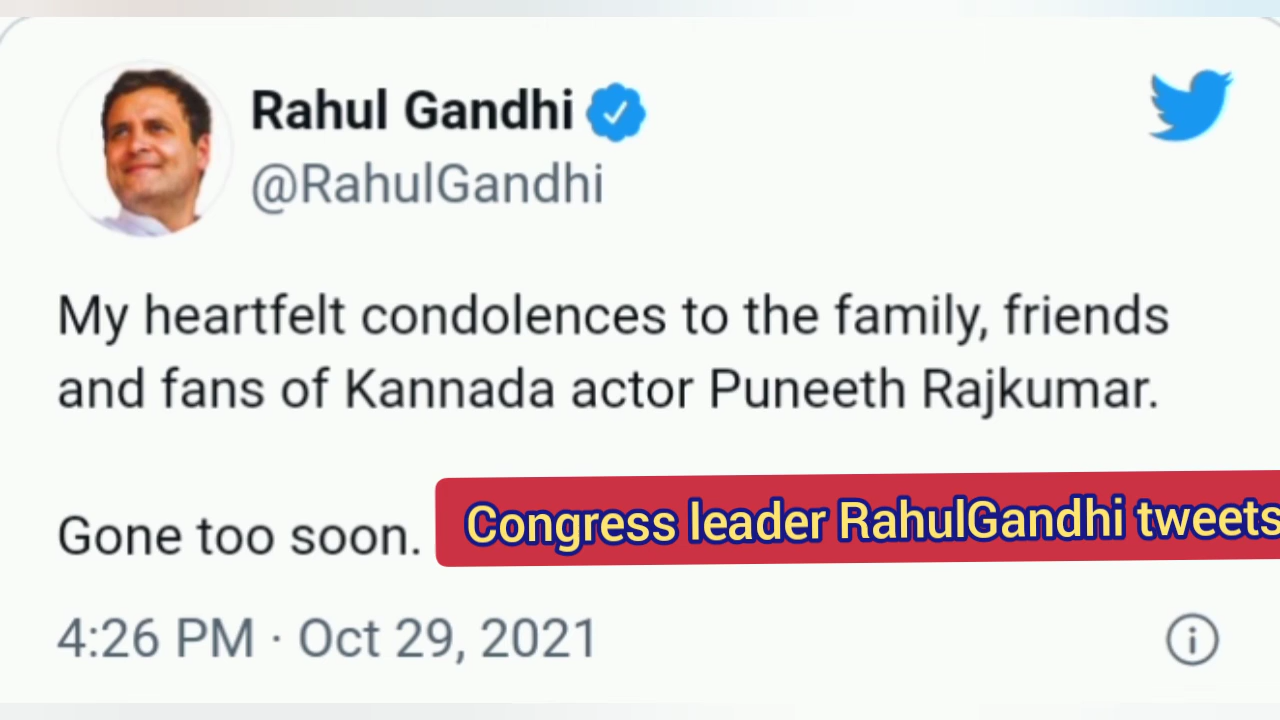 Rahul Gandhi
@RahulGandhi
My heartfelt condolences to the family, friends
and fans of Kannada actor Puneeth Rajkumar.
Gone too soon.
Congress leader RahulGandhi tweets
4:26 PM · Oct 29, 2021